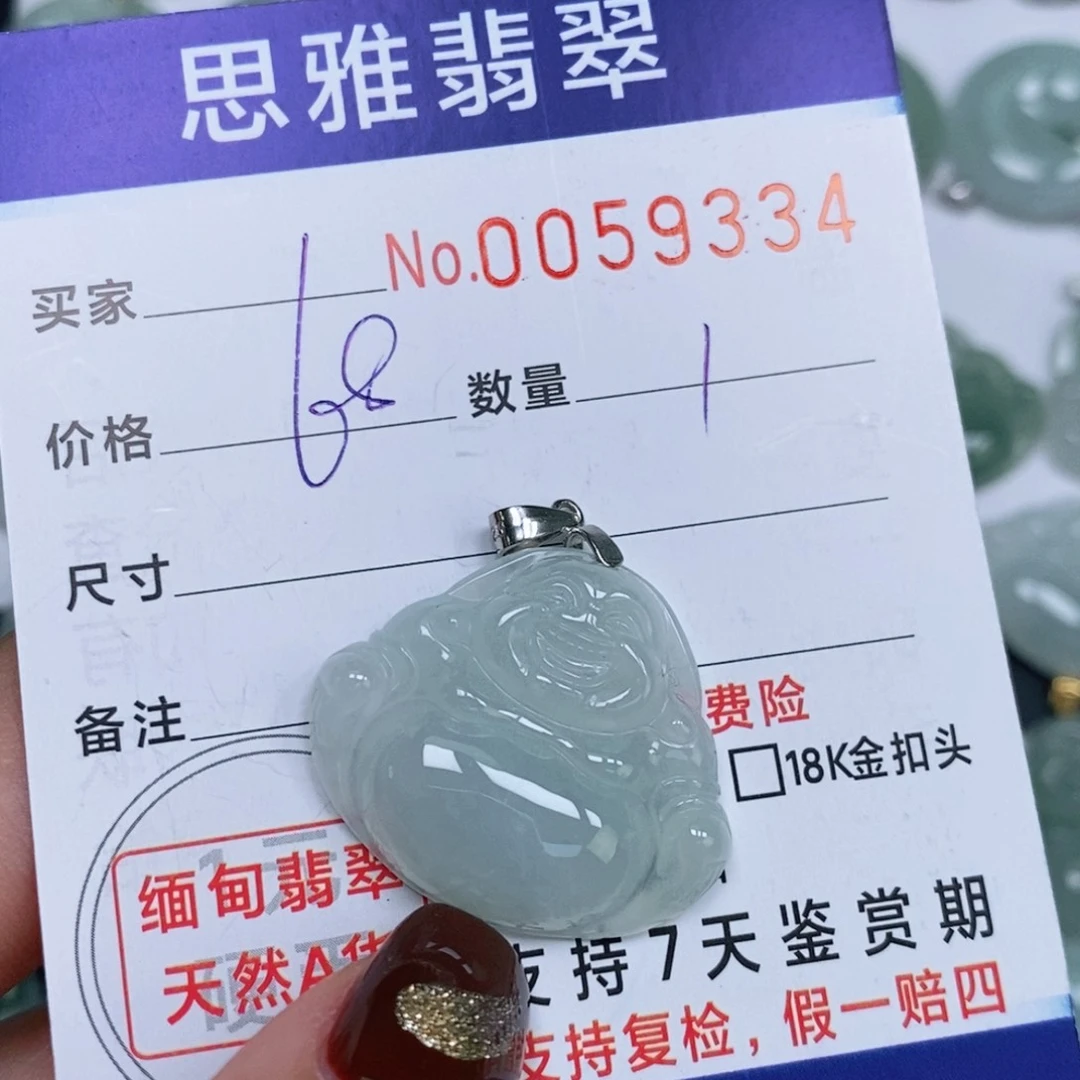 思雅翡翠
No.0059334
买家
价格 68 数量 1
尺寸
备注
费险
18K金扣头
缅甸翡翠
天然A货
支持7天鉴赏期
支持复检，假一赔四